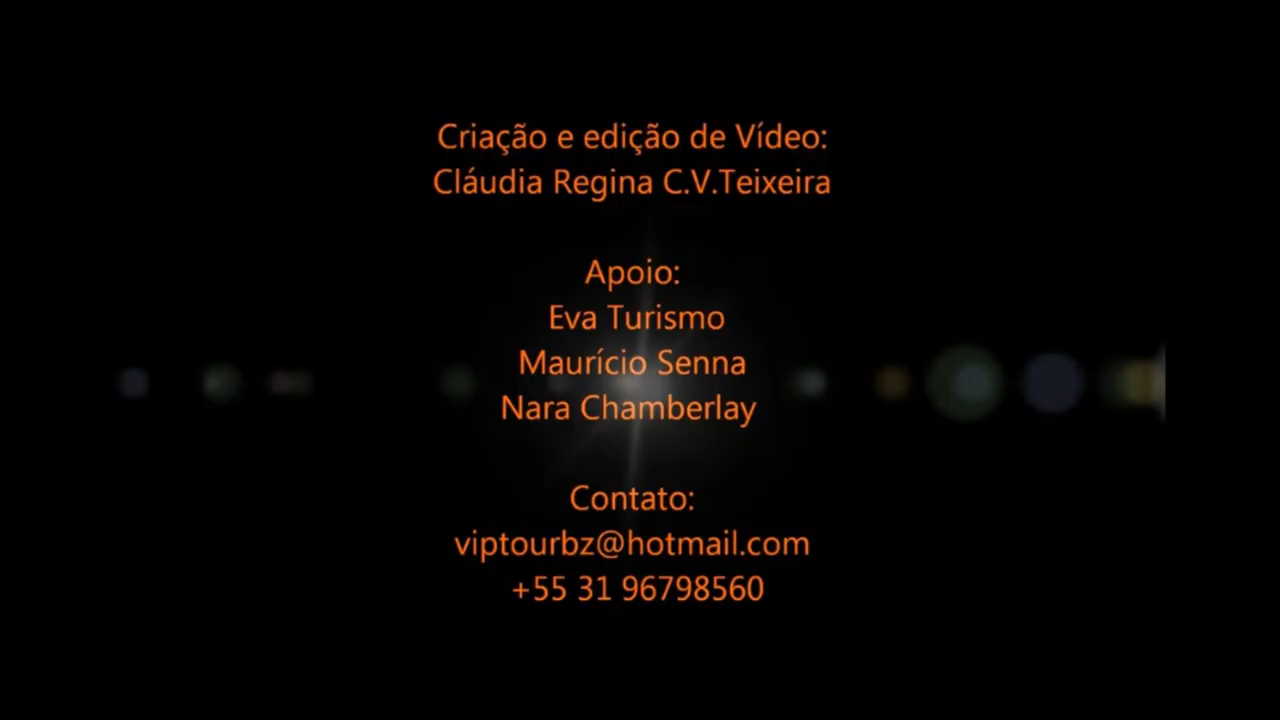 Criação e edição de Vídeo:
Cláudia Regina C.V.Teixeira
Apoio:
Eva Turismo
Maurício Senna
Nara Chamberlay
Contato:
viptourbz@hotmail.com
+55 31 96798560